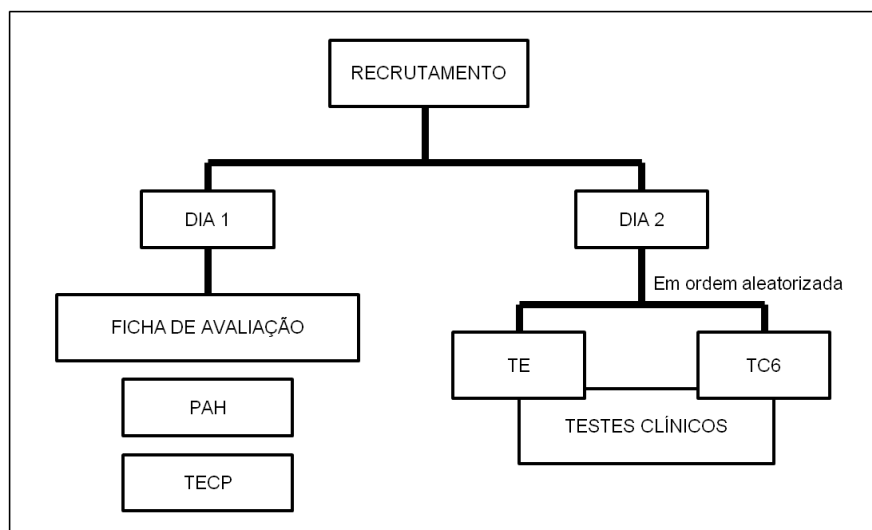 RECRUTAMENTO
DIA 1
DIA 2
Em ordem aleatorizada
FICHA DE AVALIAÇÃO
TE
TC6
PAH
TESTES CLÍNICOS
TECP